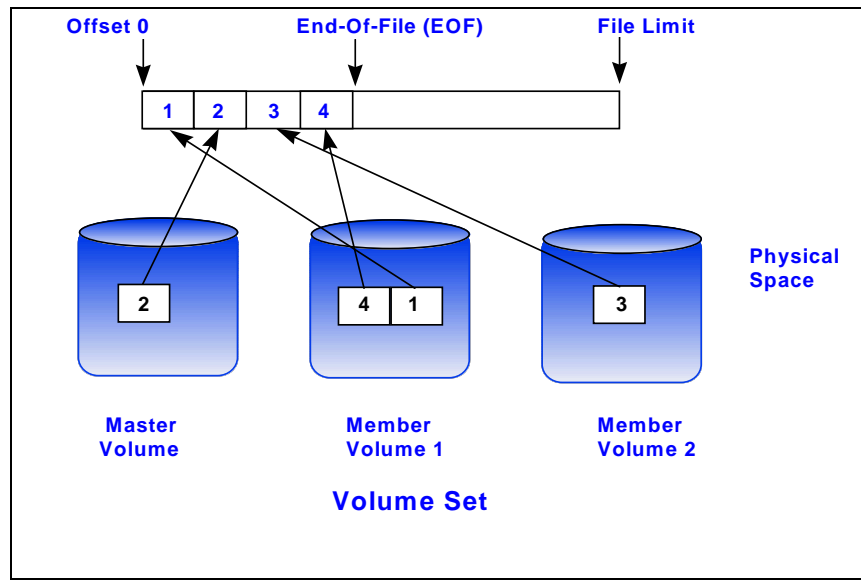 Offset 0
End-Of-File (EOF)
File Limit
1
2
3
4
2
4
1
3
Physical
Space
Master
Volume
Member
Volume 1
Member
Volume 2
Volume Set